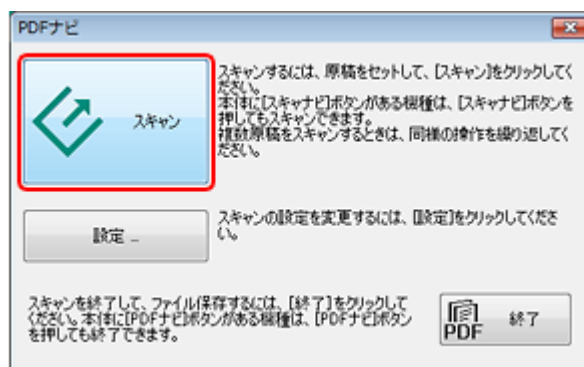 PDFナビ
スキャンするには、原稿をセットして、[スキャン]をクリックしてく
ださい。
本体に[スキャナビ]ボタンがある機種は、[スキャナビ]ボタンを
押してもスキャンできます。
複数原稿をスキャンするときは、同様の操作を繰り返してく
ださい。
スキャン
設定 ...
スキャンの設定を変更するには、[設定]をクリックしてくださ
い。
スキャンを終了して、ファイル保存するには、[終了]をクリックして
ください。本体に[PDFナビ]ボタンがある機種は、[PDFナビ]ボタン
を押しても終了できます。
PDF
終了